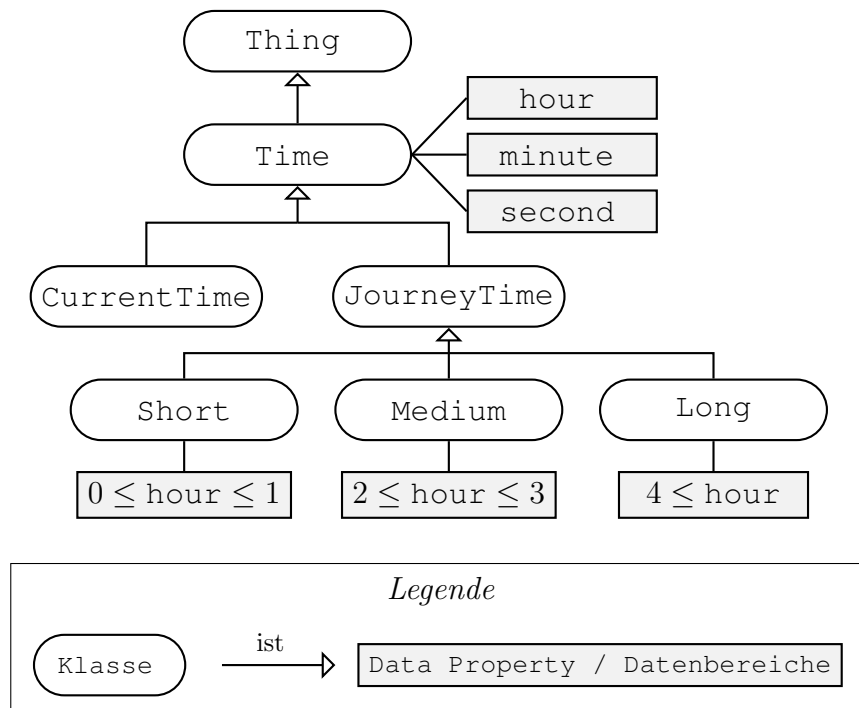 Thing
hour
Time
minute
second
CurrentTime
JourneyTime
Short
Medium
Long
0 ≤ hour ≤ 1
2 ≤ hour ≤ 3
4 ≤ hour
Legende
Klasse
ist
Data Property / Datenbereiche